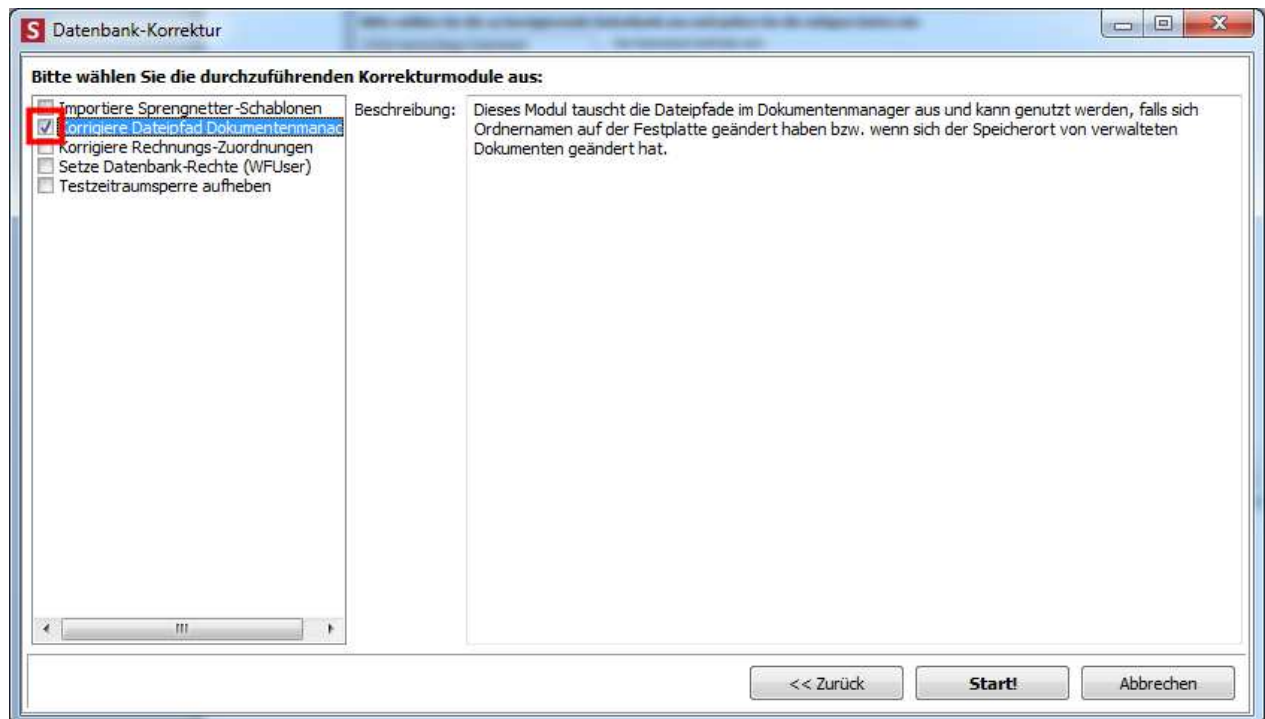 S Datenbank-Korrektur
Bitte wählen Sie die durchzuführenden Korrekturmodule aus:
Importiere Sprengnetter-Schablonen
Korrigiere Dateipfad Dokumentenmanag
Korrigiere Rechnungs-Zuordnungen
Setze Datenbank-Rechte (WFUser)
Testzeitraumsperre aufheben
Beschreibung:
Dieses Modul tauscht die Dateipfade im Dokumentenmanager aus und kann genutzt werden, falls sich
Ordnernamen auf der Festplatte geändert haben bzw. wenn sich der Speicherort von verwalteten
Dokumenten geändert hat.
<< Zurück
Start!
Abbrechen